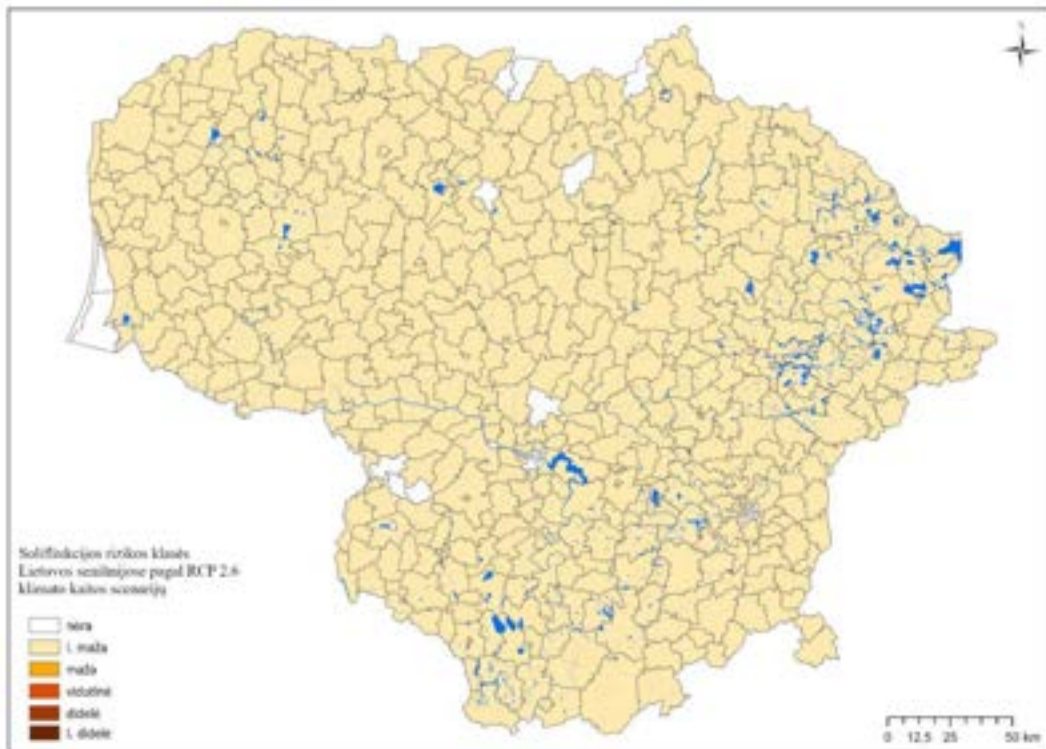 Solifliukcijos rizikos klasės
Lietuvos seniūnijose pagal RCP 2.6
klimato kaitos scenarijų
nėra
l. maža
maža
vidutinė
didelė
l. didelė
0 12,5 25 50 km